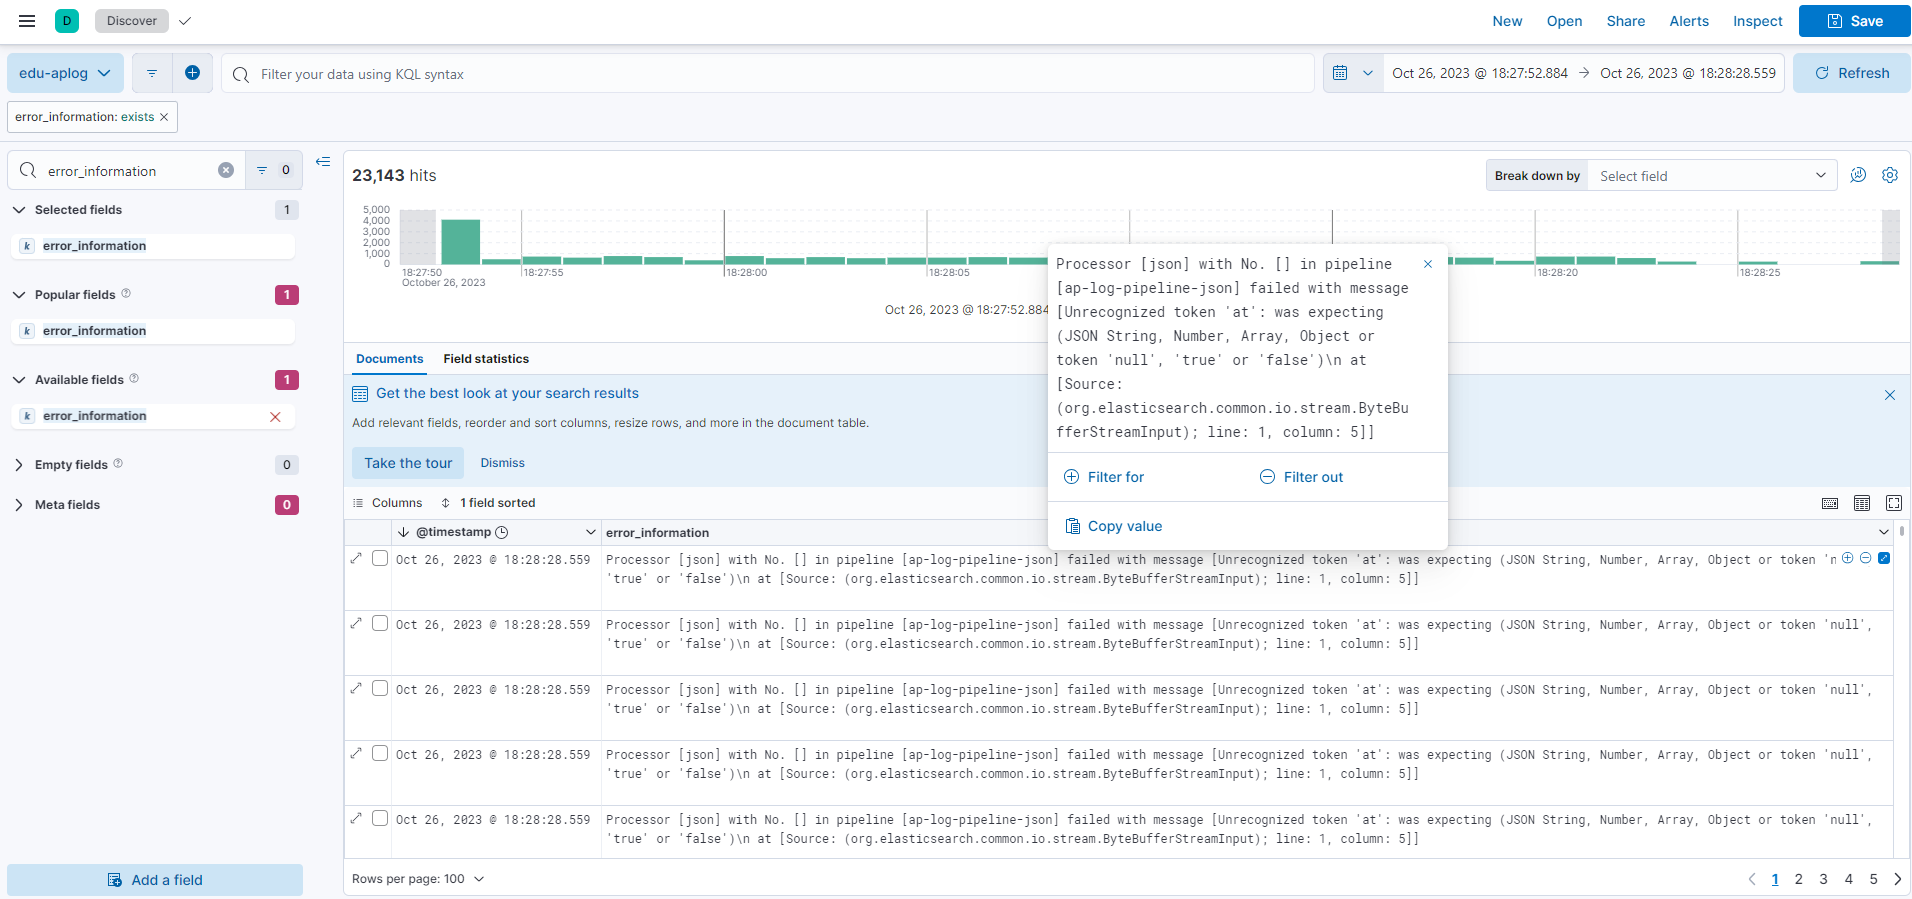 D
Discover
New
Open
Share
Alerts
Inspect
Save
edu-aplog
Filter your data using KQL syntax
Oct 26, 2023 @ 18:27:52.884 → Oct 26, 2023 @ 18:28:28.559
Refresh
error_information: exists ×
error_information
0
Selected fields
1
k error_information
Popular fields
1
k error_information
Available fields
1
k error_information
Empty fields
0
Meta fields
0
Add a field
23,143 hits
Break down by
Select field
5,000
4,000
3,000
2,000
1,000
0
18:27:50
October 26, 2023
18:27:55
18:28:00
18:28:05
18:28:20
18:28:25
Oct 26, 2023 @ 18:27:52.884
Processor [json] with No. [] in pipeline
[ap-log-pipeline-json] failed with message
[Unrecognized token 'at': was expecting
(JSON String, Number, Array, Object or
token 'null', 'true' or 'false')\n at
[Source:
(org.elasticsearch.common.io.stream.ByteBu
fferStreamInput); line: 1, column: 5]]
Filter for
Filter out
Copy value
Documents
Field statistics
Get the best look at your search results
Add relevant fields, reorder and sort columns, resize rows, and more in the document table.
Take the tour
Dismiss
Columns
1 field sorted
@timestamp
error_information
Oct 26, 2023 @ 18:28:28.559
Processor [json] with No. [] in pipeline [ap-log-pipeline-json] failed with message [Unrecognized token 'at': was expecting (JSON String, Number, Array, Object or token 'n
'true' or 'false')\n at [Source: (org.elasticsearch.common.io.stream.ByteBufferStreamInput); line: 1, column: 5]]
Oct 26, 2023 @ 18:28:28.559
Processor [json] with No. [] in pipeline [ap-log-pipeline-json] failed with message [Unrecognized token 'at': was expecting (JSON String, Number, Array, Object or token 'null',
'true' or 'false')\n at [Source: (org.elasticsearch.common.io.stream.ByteBufferStreamInput); line: 1, column: 5]]
Oct 26, 2023 @ 18:28:28.559
Processor [json] with No. [] in pipeline [ap-log-pipeline-json] failed with message [Unrecognized token 'at': was expecting (JSON String, Number, Array, Object or token 'null',
'true' or 'false')\n at [Source: (org.elasticsearch.common.io.stream.ByteBufferStreamInput); line: 1, column: 5]]
Oct 26, 2023 @ 18:28:28.559
Processor [json] with No. [] in pipeline [ap-log-pipeline-json] failed with message [Unrecognized token 'at': was expecting (JSON String, Number, Array, Object or token 'null',
'true' or 'false')\n at [Source: (org.elasticsearch.common.io.stream.ByteBufferStreamInput); line: 1, column: 5]]
Oct 26, 2023 @ 18:28:28.559
Processor [json] with No. [] in pipeline [ap-log-pipeline-json] failed with message [Unrecognized token 'at': was expecting (JSON String, Number, Array, Object or token 'null',
'true' or 'false')\n at [Source: (org.elasticsearch.common.io.stream.ByteBufferStreamInput); line: 1, column: 5]]
Rows per page: 100
1 2 3 4 5